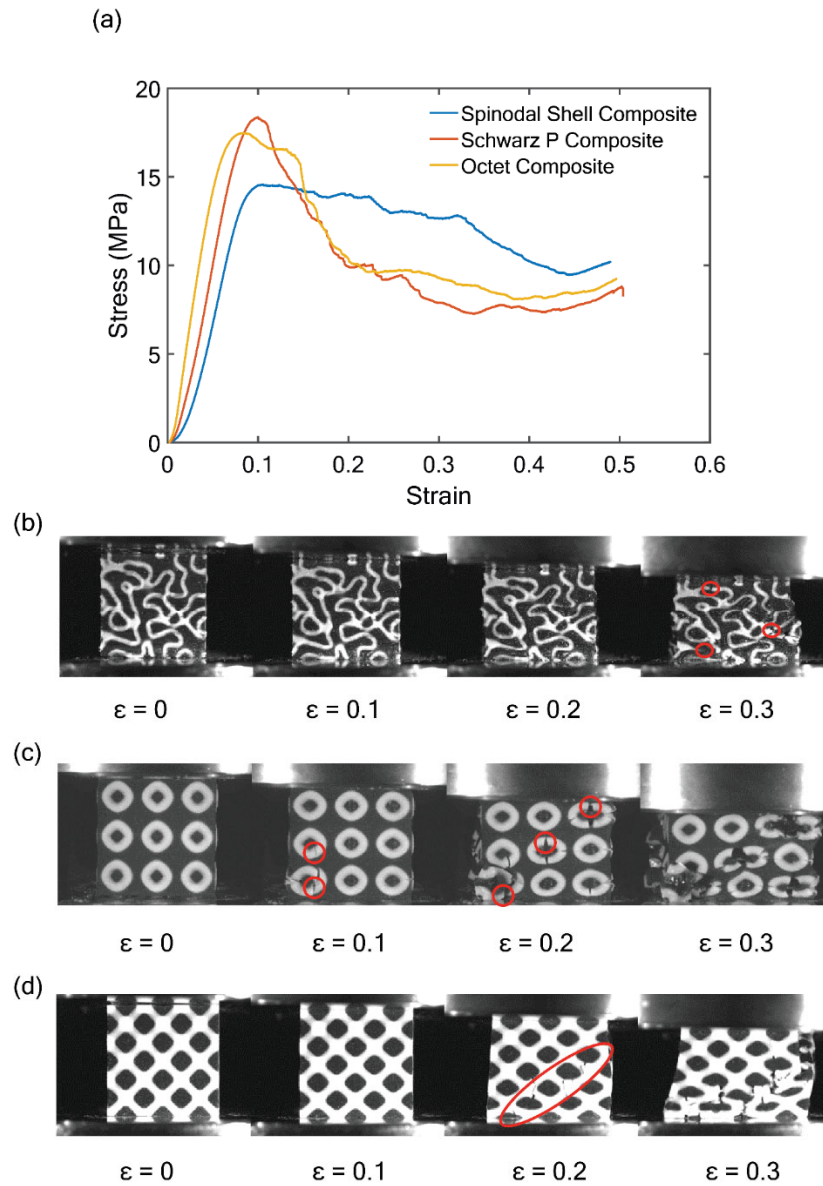 (a)
20
15
10
5
0
Stress (MPa)
Spinodal Shell Composite
Schwarz P Composite
Octet Composite
0 0.1 0.2 0.3 0.4 0.5 0.6
Strain
(b)
ε = 0 ε = 0.1 ε = 0.2 ε = 0.3
(c)
ε = 0 ε = 0.1 ε = 0.2 ε = 0.3
(d)
ε = 0 ε = 0.1 ε = 0.2 ε = 0.3